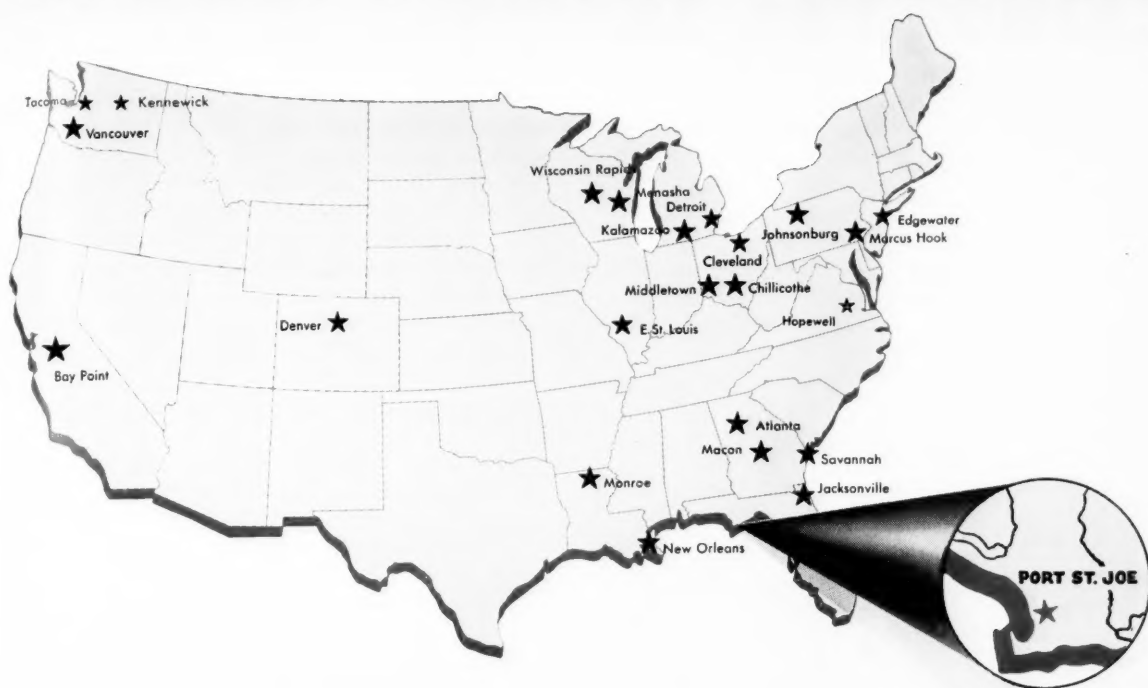 Tacoma
Kennewick
Vancouver
Wisconsin Rapids
Menasha
Detroit
Kalamazoo
Cleveland
Johnsonburg
Edgewater
Marcus Hook
Middletown
Chillicothe
Hopewell
Denver
E. St. Louis
Bay Point
Atlanta
Macon
Savannah
Monroe
Jacksonville
New Orleans
PORT ST. JOE